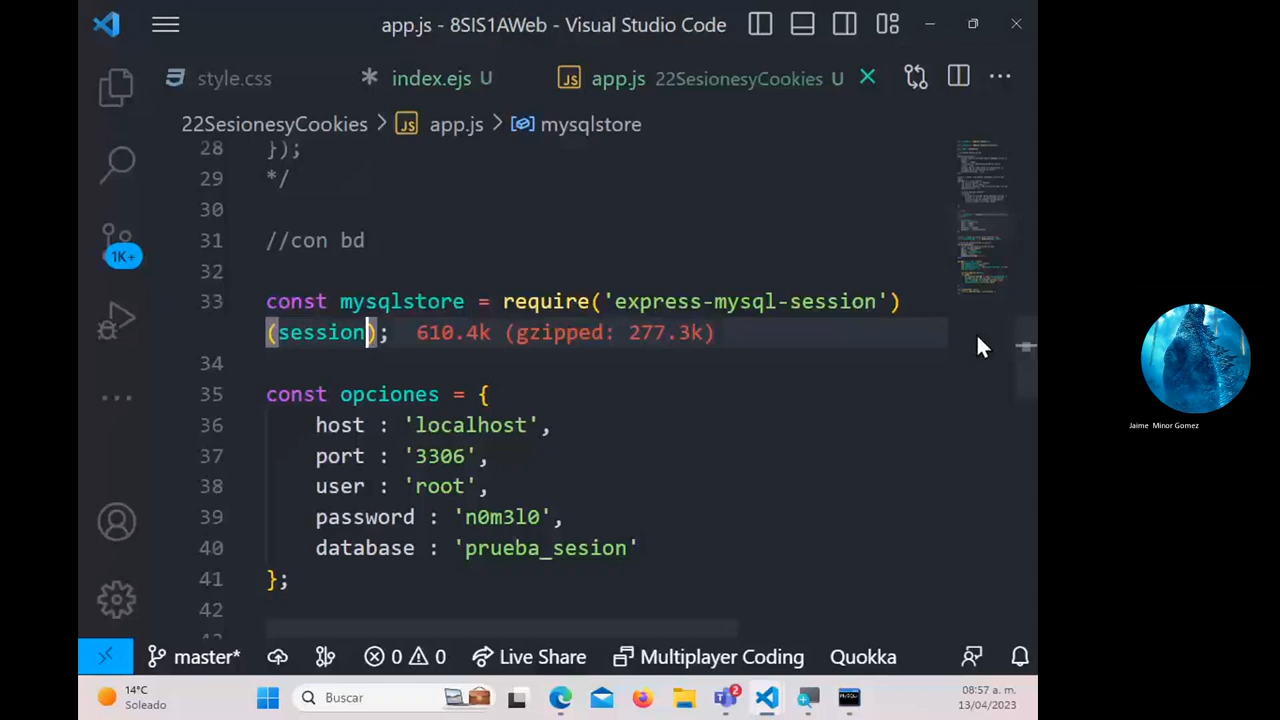 app.js - 8SIS1AWeb - Visual Studio Code
style.css
index.ejs U
JS app.js 22SesionesyCookies U
22SesionesyCookies > JS app.js > mysqlstore
28 });
29 */
30
31 //con bd
32
33 const mysqlstore = require('express-mysql-session')
(session); 610.4k (gzipped: 277.3k)
34
35 const opciones = {
36 host : 'localhost',
37 port : '3306',
38 user : 'root',
39 password : 'n0m3l0',
40 database : 'prueba_sesion'
41 };
42
1K+
Jaime Minor Gomez
master* 0 0 Live Share Multiplayer Coding Quokka
14°C
Soleado
Buscar
2
08:57 a. m.
13/04/2023